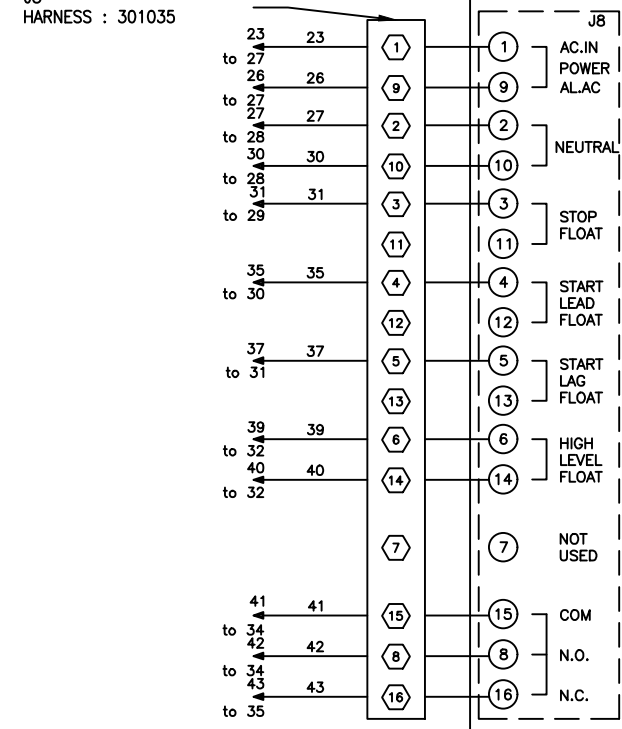 HARNESS : 301035
J8
23 23 1 1 AC.IN
to 27
POWER
26 26 9 9 AL.AC
to 27
27 27 2 2
to 28
NEUTRAL
30 30 10 10
to 28
31 31 3 3
to 29
STOP
FLOAT
11 11
35 35 4 4
to 30
START
LEAD
FLOAT
12 12
37 37 5 5
to 31
START
LAG
FLOAT
13 13
39 39 6 6
to 32
HIGH
LEVEL
FLOAT
40 40 14 14
to 32
7 7 NOT
USED
41 41 15 15 COM
to 34
42 42 8 8 N.O.
to 34
43 43 16 16 N.C.
to 35